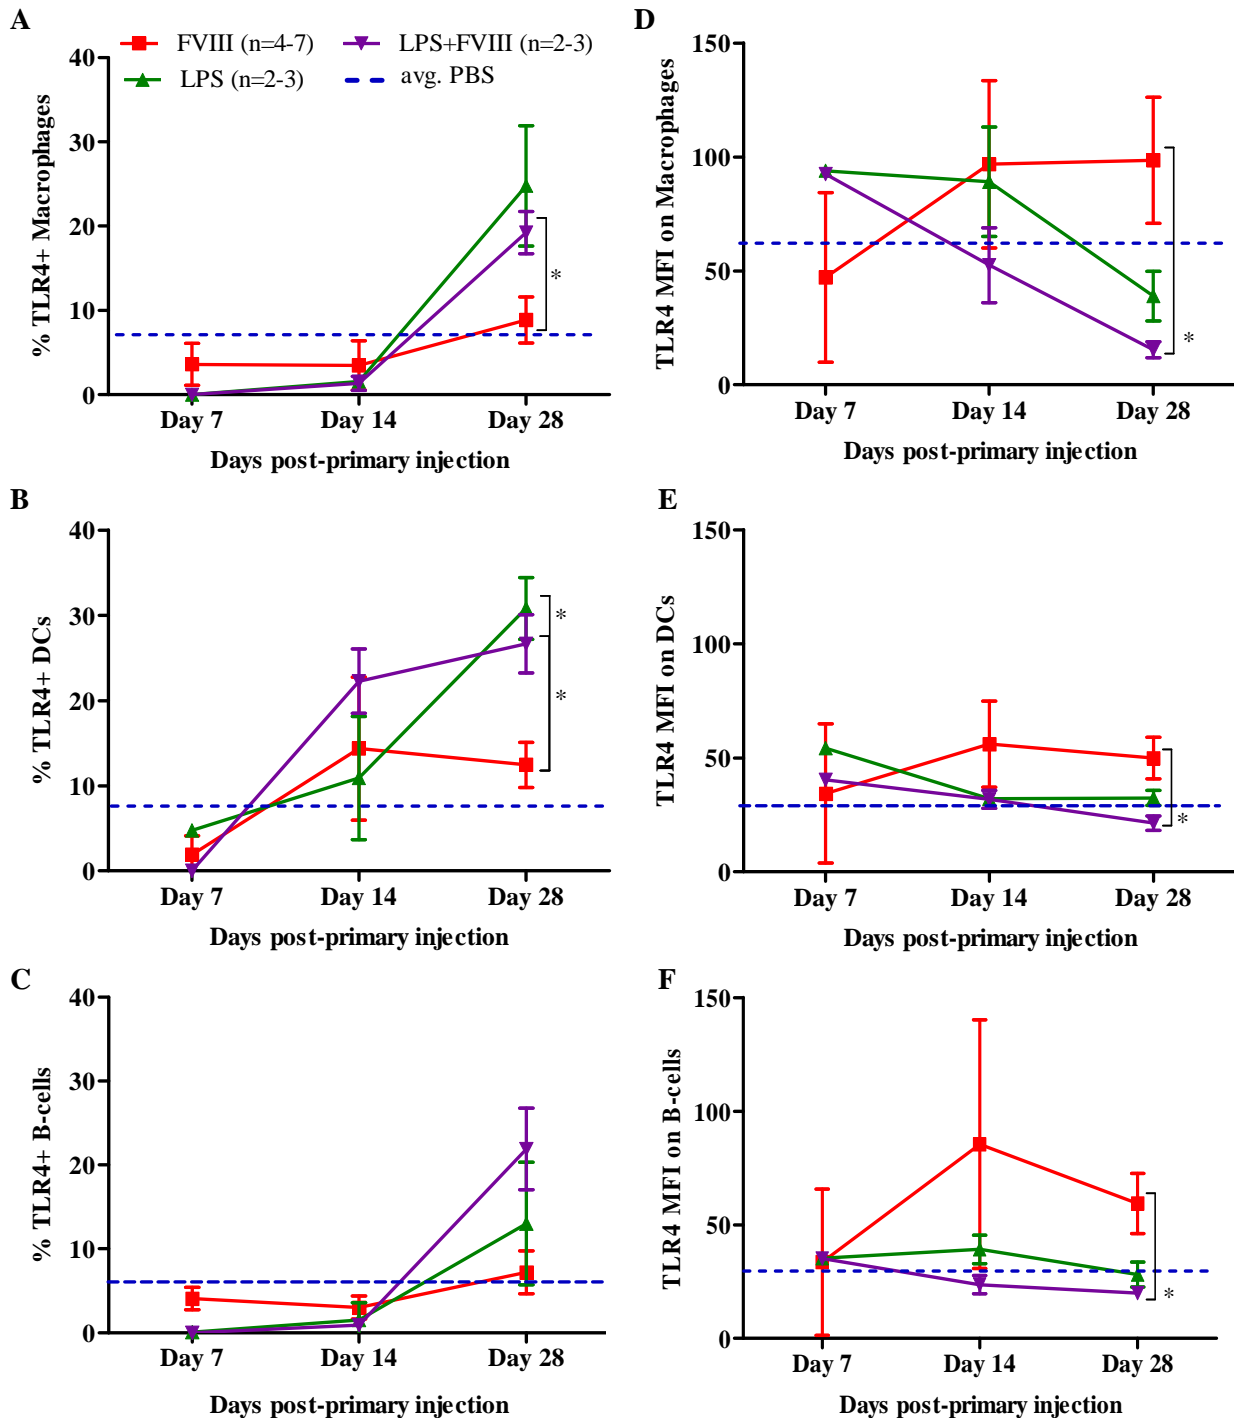 A
FVIII (n=4-7)
LPS+FVIII (n=2-3)
LPS (n=2-3)
avg. PBS
% TLR4+ Macrophages
40
30
20
10
0
*
Day 7
Day 14
Day 28
Days post-primary injection
D
TLR4 MFI on Macrophages
150
100
50
0
*
Day 7
Day 14
Day 28
Days post-primary injection
B
% TLR4+ DCs
40
30
20
10
0
*
*
Day 7
Day 14
Day 28
Days post-primary injection
E
TLR4 MFI on DCs
150
100
50
0
*
Day 7
Day 14
Day 28
Days post-primary injection
C
% TLR4+ B-cells
40
30
20
10
0
Day 7
Day 14
Day 28
Days post-primary injection
F
TLR4 MFI on B-cells
150
100
50
0
*
Day 7
Day 14
Day 28
Days post-primary injection